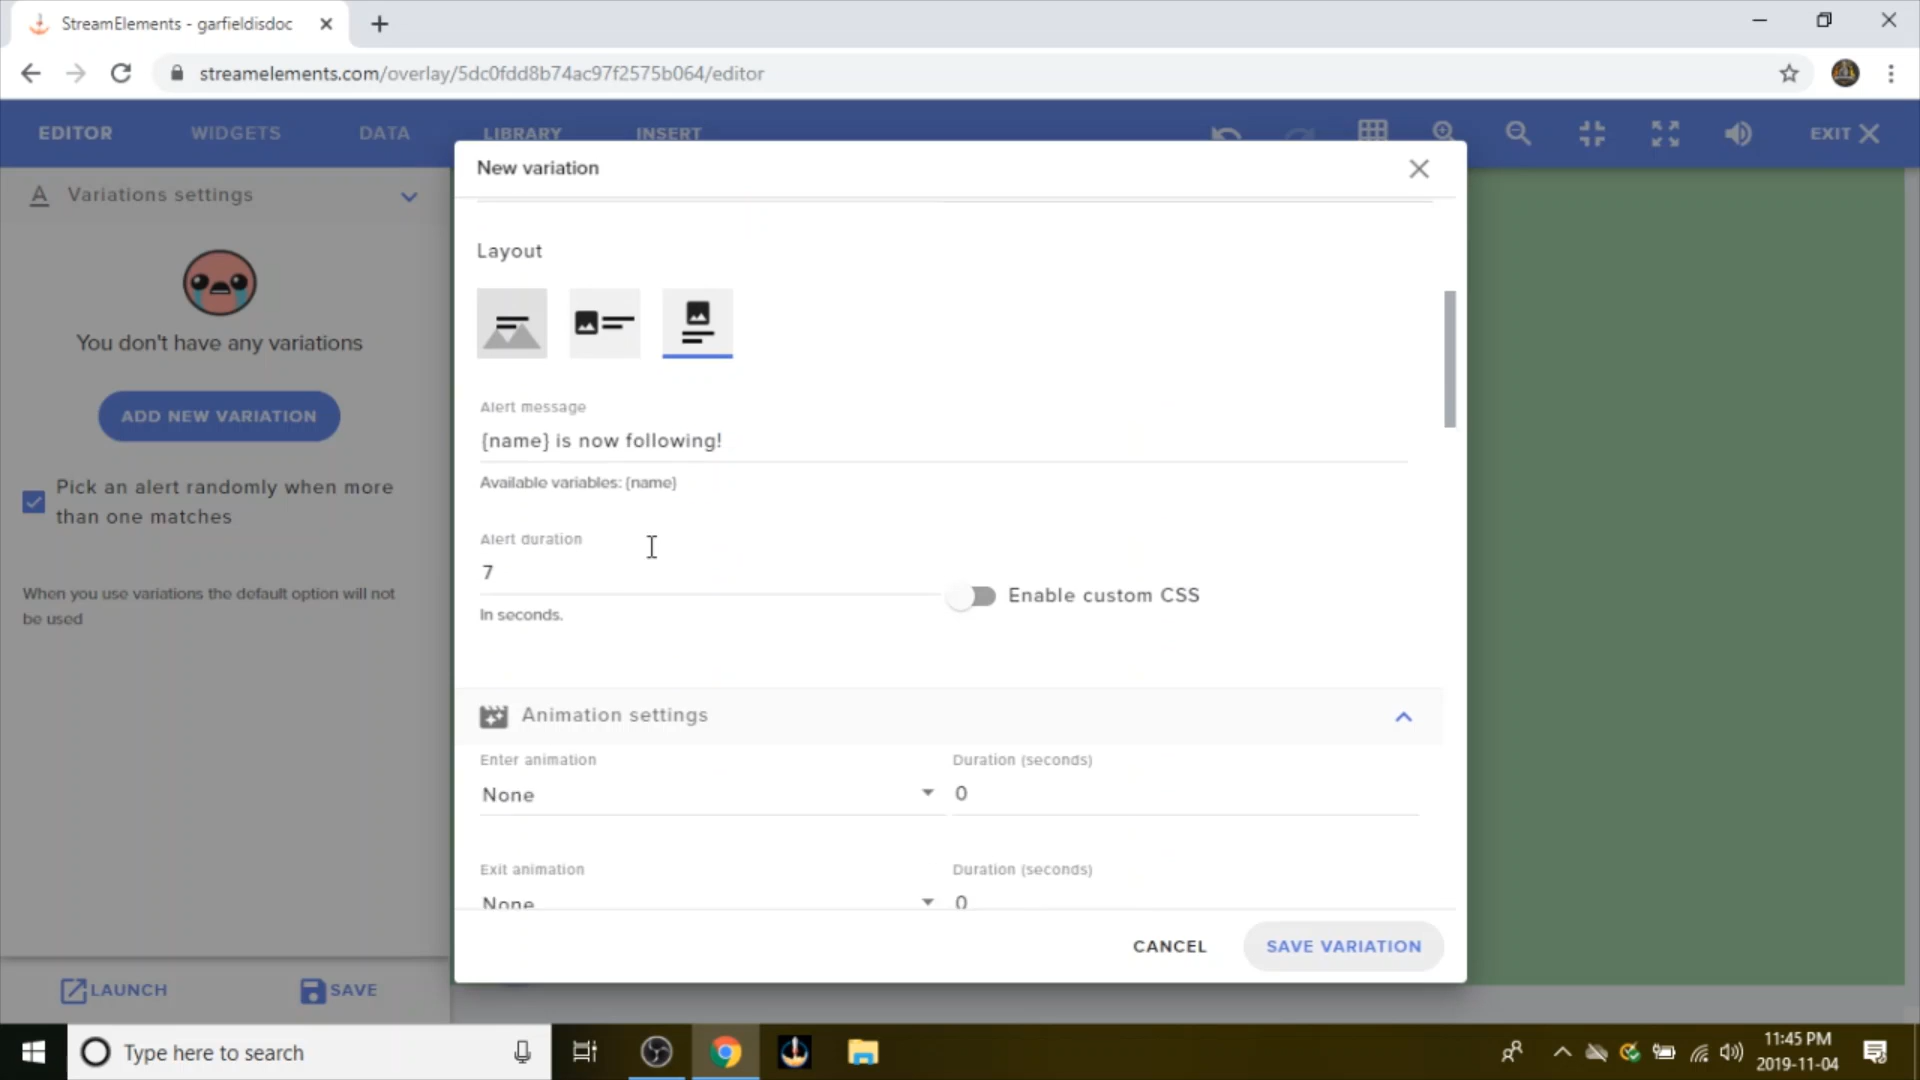 StreamElements - garfieldisdoc
streamelements.com/overlay/5dc0fdd8b74ac97f2575b064/editor
EDITOR
WIDGETS
DATA
LIBRARY
INSERT
EXIT
Variations settings
You don't have any variations
ADD NEW VARIATION
Pick an alert randomly when more
than one matches
When you use variations the default option will not
be used
LAUNCH
SAVE
New variation
Layout
Alert message
{name} is now following!
Available variables: {name}
Alert duration
7
In seconds.
Enable custom CSS
Animation settings
Enter animation
None
Duration (seconds)
0
Exit animation
None
Duration (seconds)
0
CANCEL
SAVE VARIATION
Type here to search
11:45 PM
2019-11-04